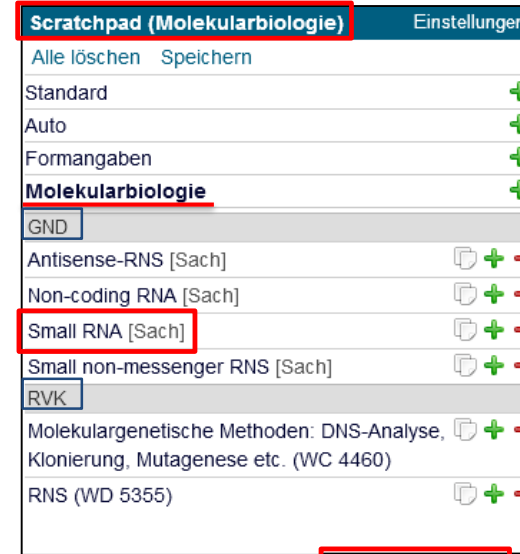 Scratchpad (Molekularbiologie) Einstellungen
Alle löschen Speichern
Standard
Auto
Formangaben
Molekularbiologie
GND
Antisense-RNS [Sach]
Non-coding RNA [Sach]
Small RNA [Sach]
Small non-messenger RNS [Sach]
RVK
Molekulargenetische Methoden: DNS-Analyse,
Klonierung, Mutagenese etc. (WC 4460)
RNS (WD 5355)